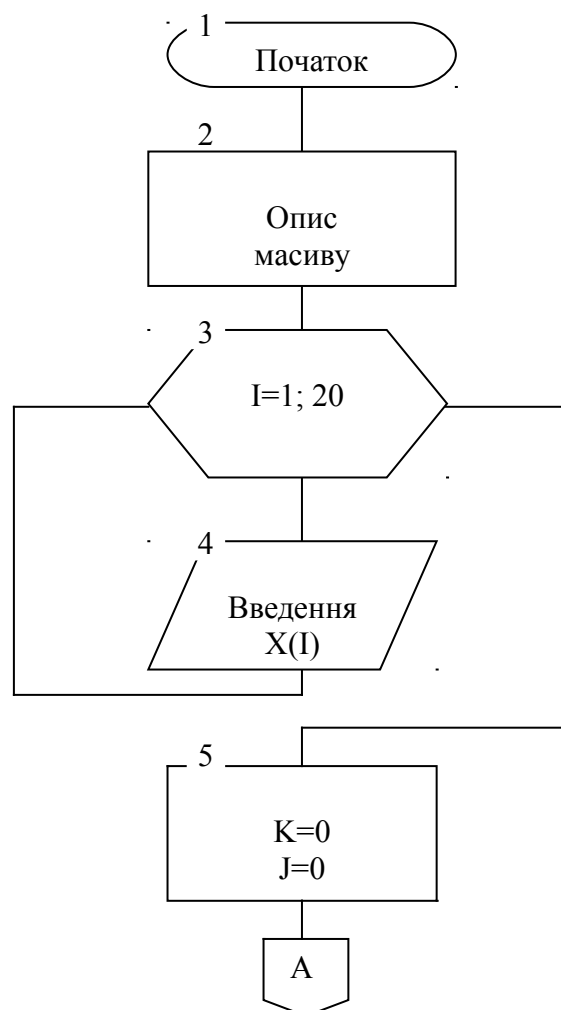 1
Початок
2
Опис
масиву
3
I=1; 20
4
Введення
X(I)
5
K=0
J=0
A